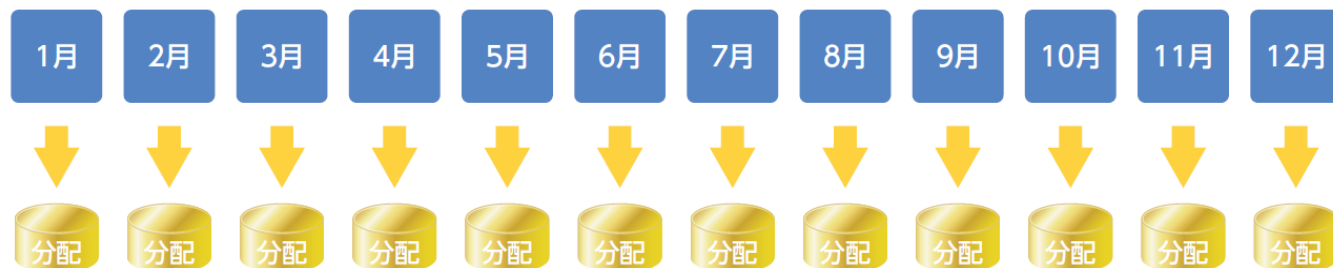 1月 2月 3月 4月 5月 6月 7月 8月 9月 10月 11月 12月
分配 分配 分配 分配 分配 分配 分配 分配 分配 分配 分配 分配